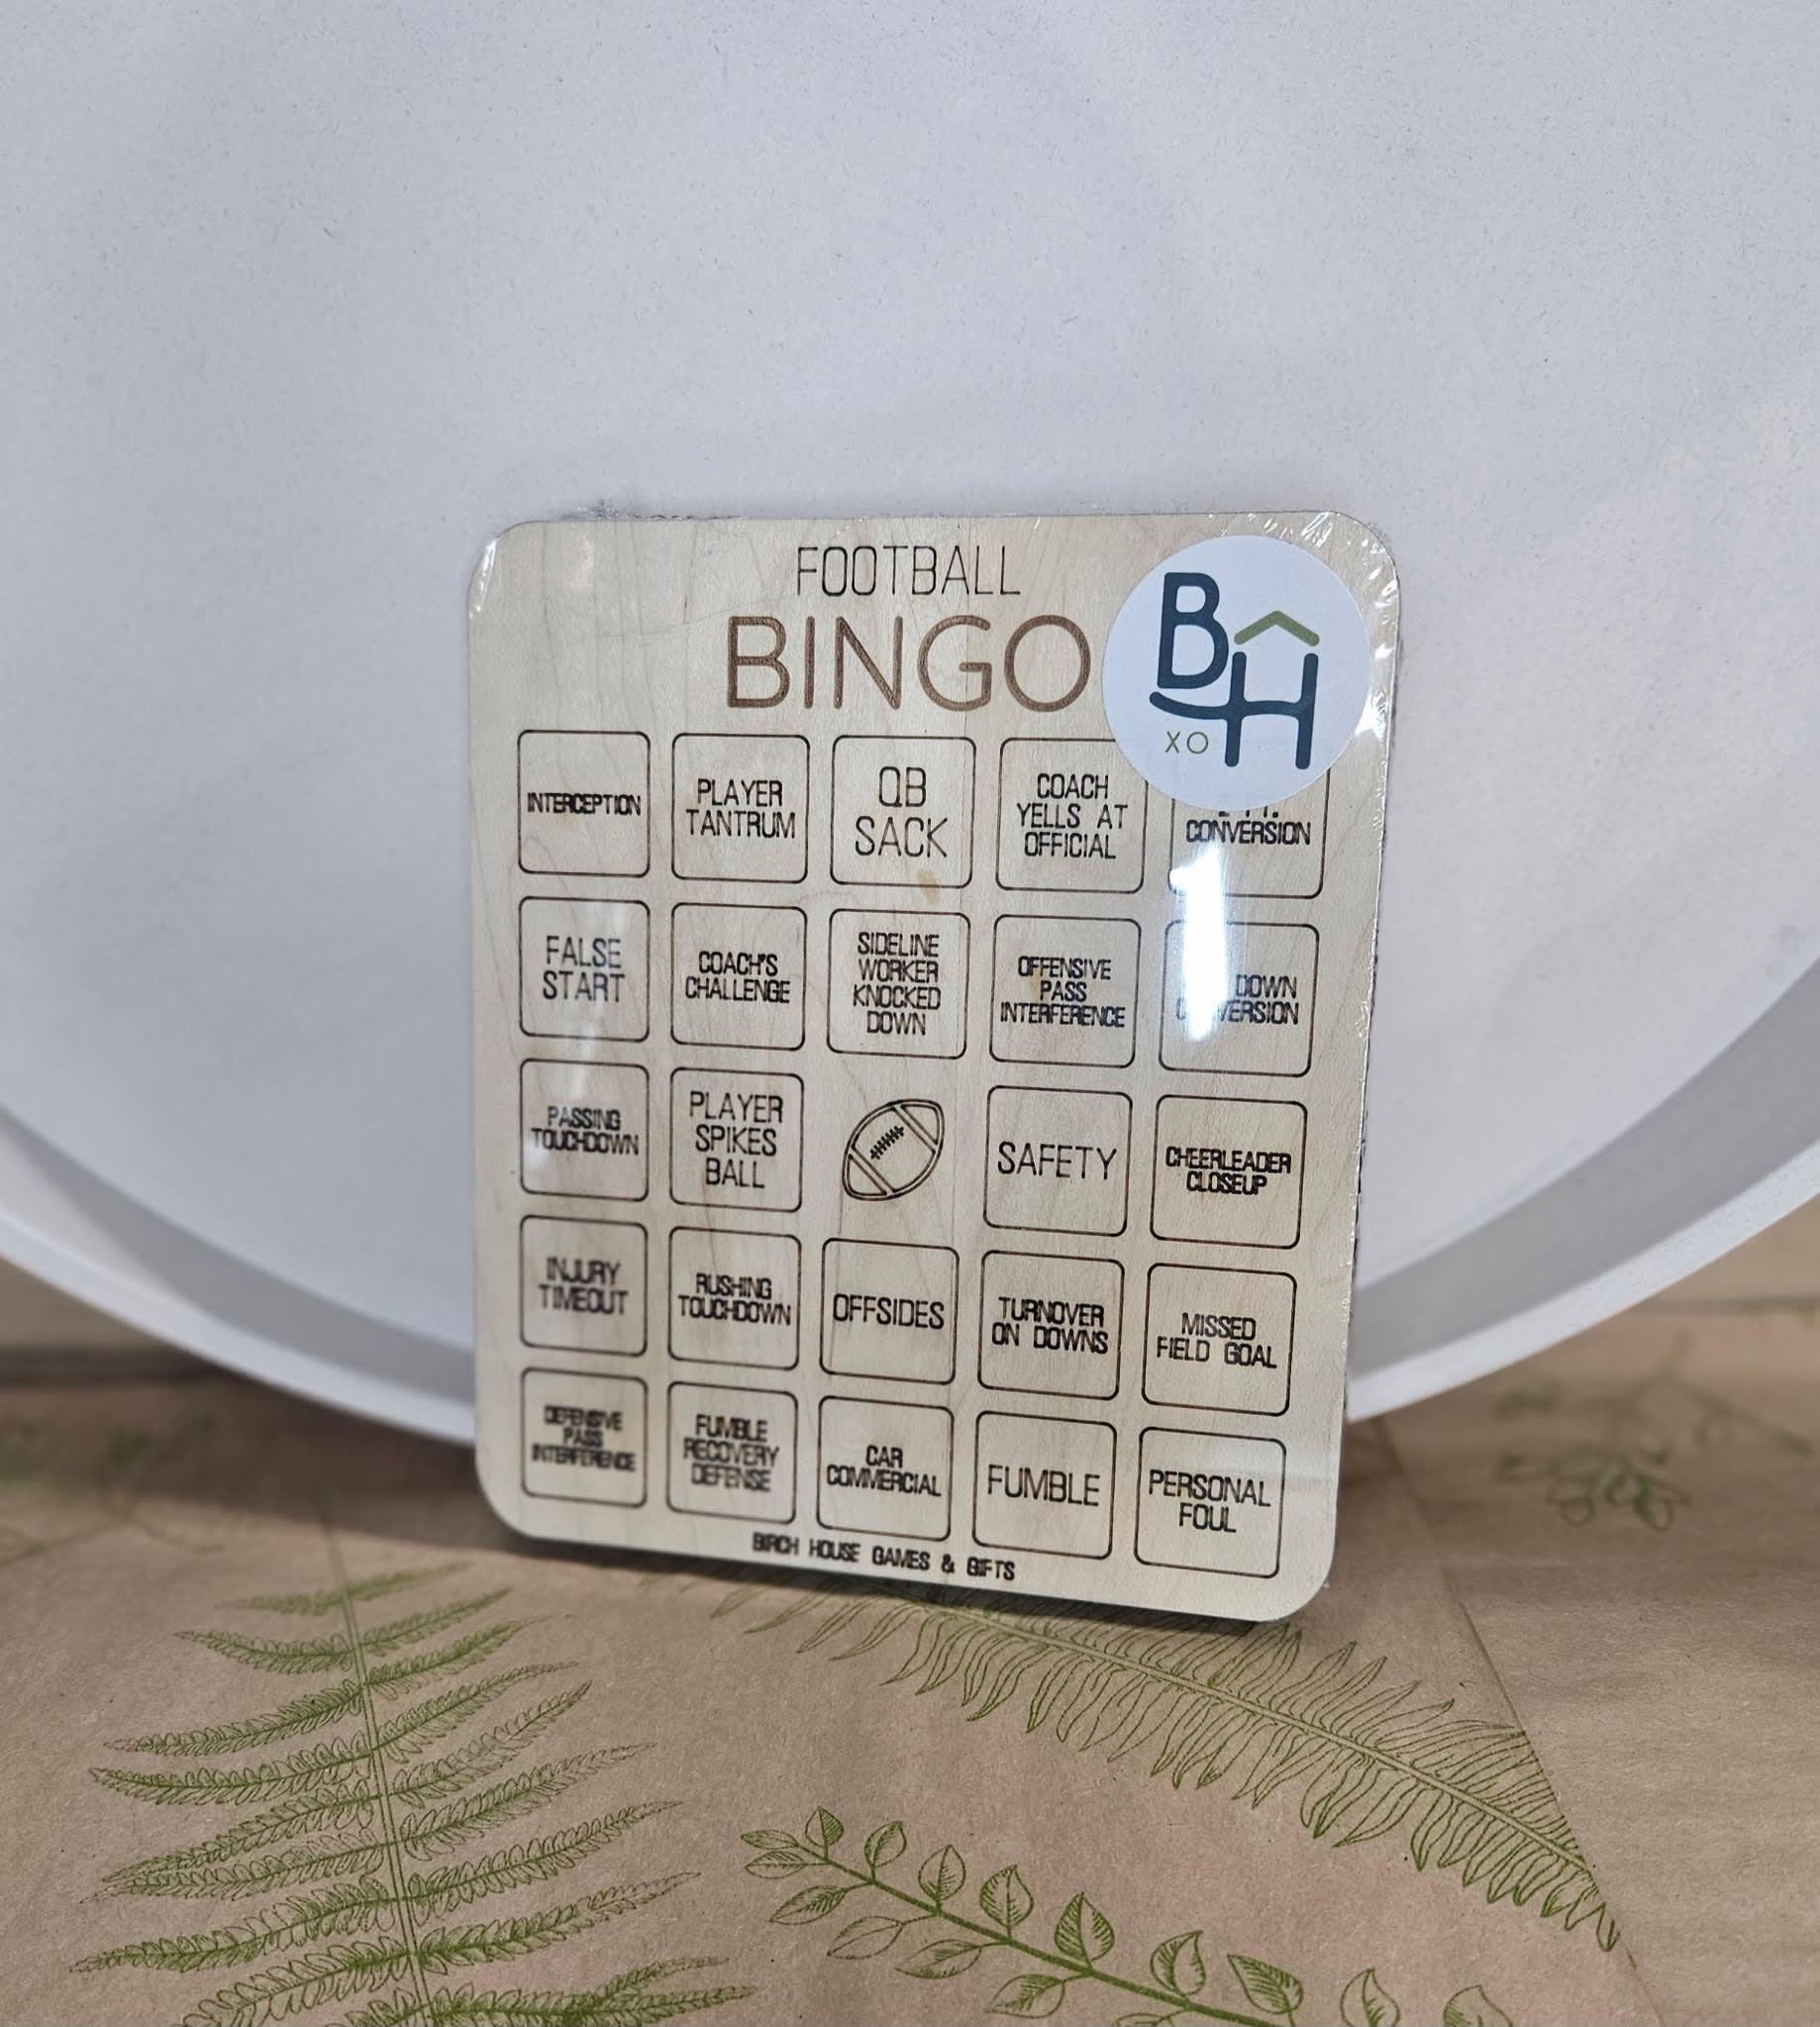 FOOTBALL
BINGO
BH
XO
INTERCEPTION
PLAYER
TANTRUM
QB
SACK
COACH
YELLS AT
OFFICIAL
CONVERSION
FALSE
START
COACH'S
CHALLENGE
SIDELINE
WORKER
KNOCKED
DOWN
OFFENSIVE
PASS
INTERFERENCE
DOWN
PASSING
TOUCHDOWN
PLAYER
SPIKES
BALL
SAFETY
CHEERLEADER
CLOSEUP
INJURY
TIMEOUT
RUSHING
TOUCHDOWN
OFFSIDES
TURNOVER
ON DOWNS
MISSED
FIELD GOAL
DEFENSIVE
PASS
INTERFERENCE
FUMBLE
RECOVERY
DEFENSE
CAR
COMMERCIAL
FUMBLE
PERSONAL
FOUL
BIRCH HOUSE GAMES & GIFTS